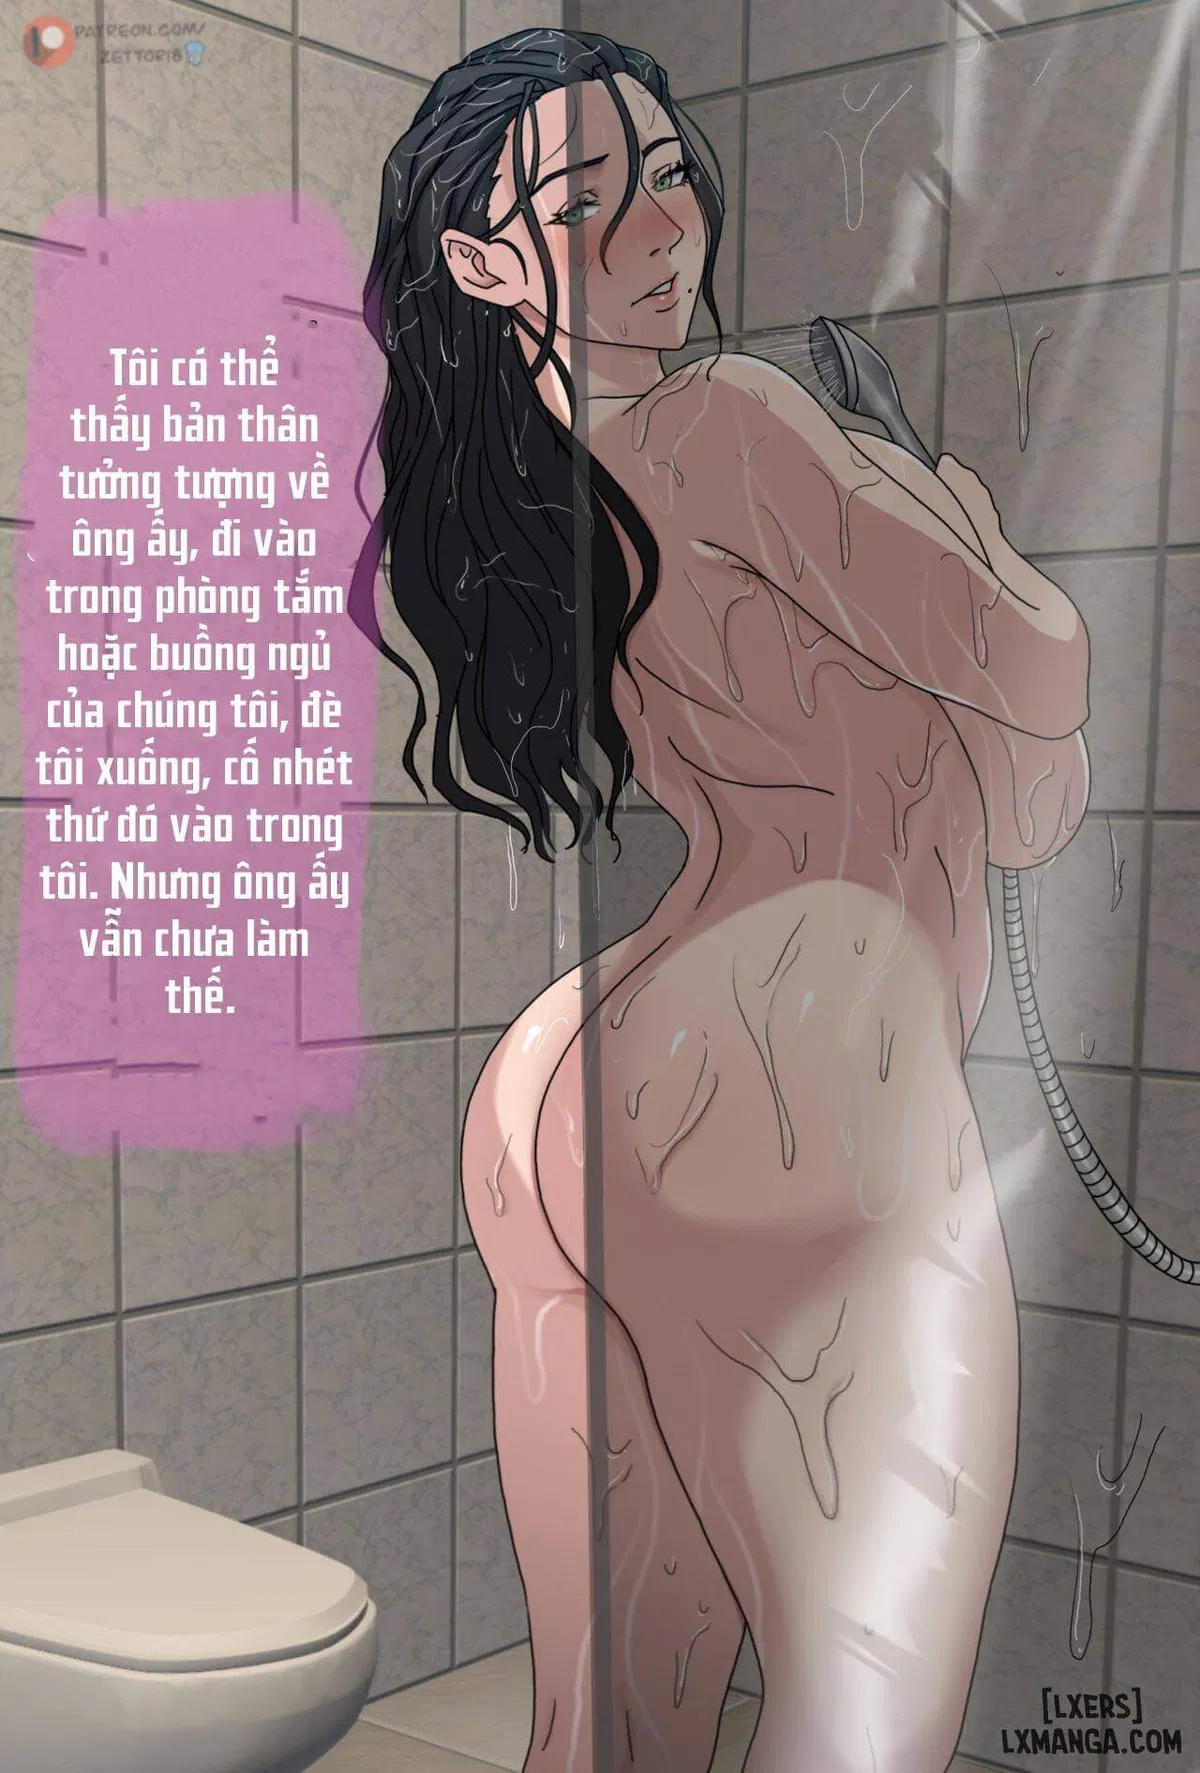 PATREON.COM/
ZETTOR18
Tôi có thể
thấy bản thân
tưởng tượng về
ông ấy, đi vào
trong phòng tắm
hoặc buồng ngủ
của chúng tôi, đè
tôi xuống, cố nhét
thứ đó vào trong
tôi. Nhưng ông ấy
vẫn chưa làm
thế.
[LXERS]
LXMANGA.COM